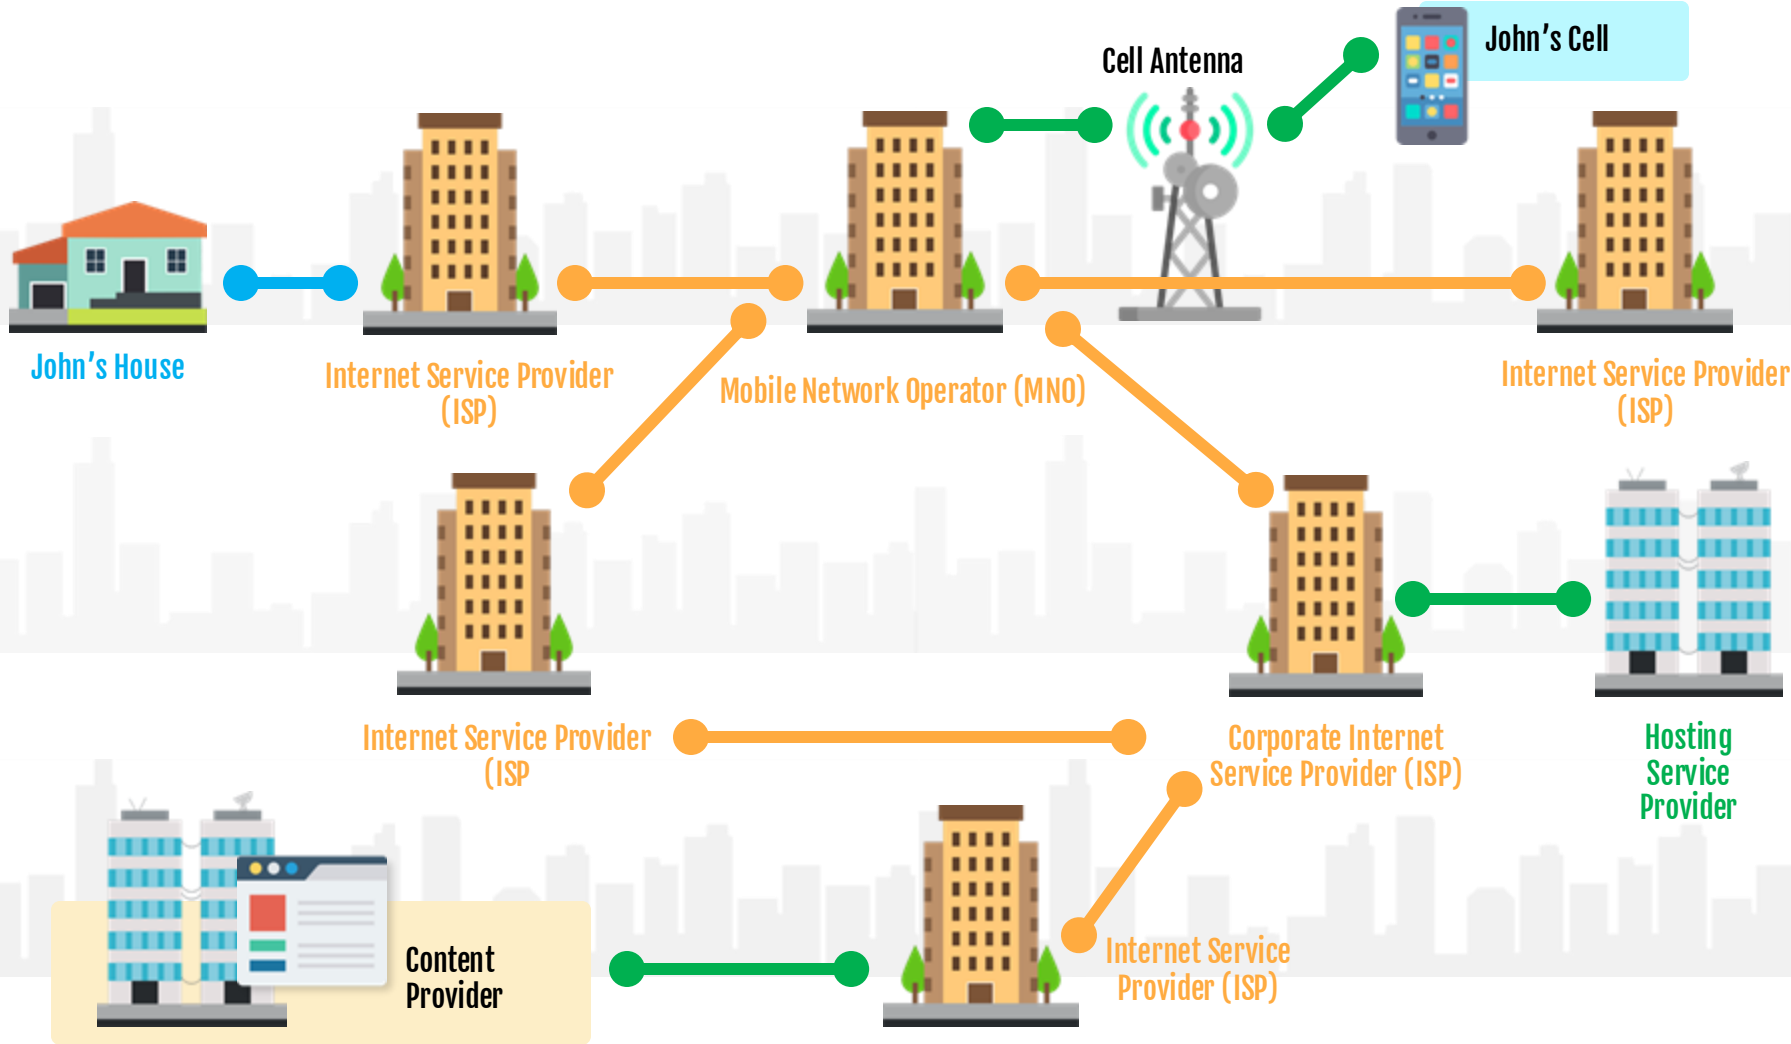 Cell Antenna
John's Cell
John's House
Internet Service Provider
(ISP)
Mobile Network Operator (MNO)
Internet Service Provider
(ISP)
Internet Service Provider
(ISP
Corporate Internet
Service Provider (ISP)
Hosting
Service
Provider
Content
Provider
Internet Service
Provider (ISP)